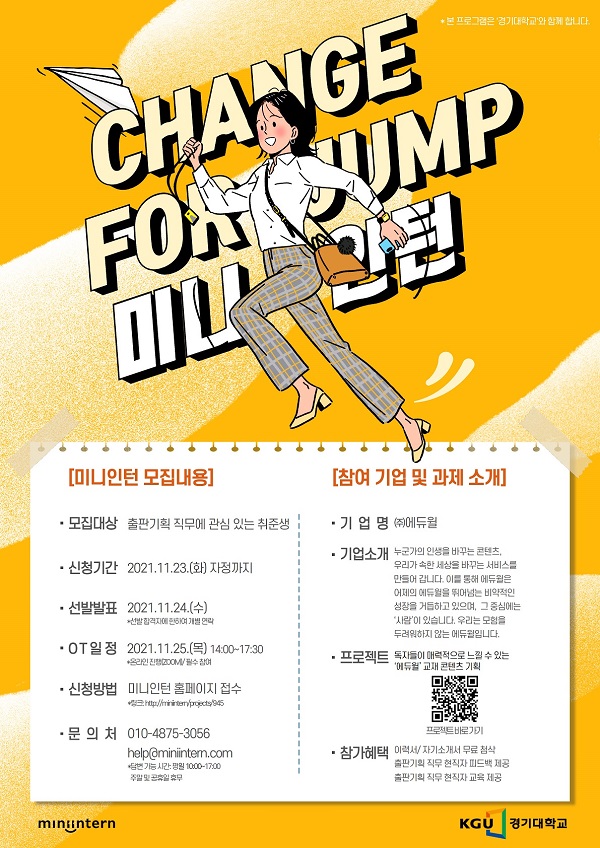 * 본 프로그램은 '경기대학교'와 함께 합니다.
CHANGE
FOR JUMP
미니인턴
[미니인턴 모집내용]
• 모집대상 출판기획 직무에 관심 있는 취준생
• 신청기간 2021.11.23.(화) 자정까지
• 선발발표 2021.11.24.(수)
*선발 합격자에 한하여 개별 연락
• OT일정 2021.11.25.(목) 14:00~17:30
*온라인 진행(ZOOM) / 필수 참여
• 신청방법 미니인턴 홈페이지 접수
*링크: http://miniintern/projects/945
• 문 의 처 010-4875-3056
help@miniintern.com
*답변 가능 시간: 평일 10:00~17:00
주말 및 공휴일 휴무
[참여 기업 및 과제 소개]
• 기 업 명 ㈜에듀윌
• 기업소개 누군가의 인생을 바꾸는 콘텐츠,
우리가 속한 세상을 바꾸는 서비스를
만들어 갑니다. 이를 통해 에듀윌은
어제의 에듀윌을 뛰어넘는 비약적인
성장을 거듭하고 있으며, 그 중심에는
'사람'이 있습니다. 우리는 모험을
두려워하지 않는 에듀윌입니다.
• 프로젝트 독자들이 매력적으로 느낄 수 있는
'에듀윌' 교재 콘텐츠 기획
프로젝트 바로가기
• 참가혜택 이력서/ 자기소개서 무료 첨삭
출판기획 직무 현직자 피드백 제공
출판기획 직무 현직자 교육 제공
miniintern
KGU 경기대학교